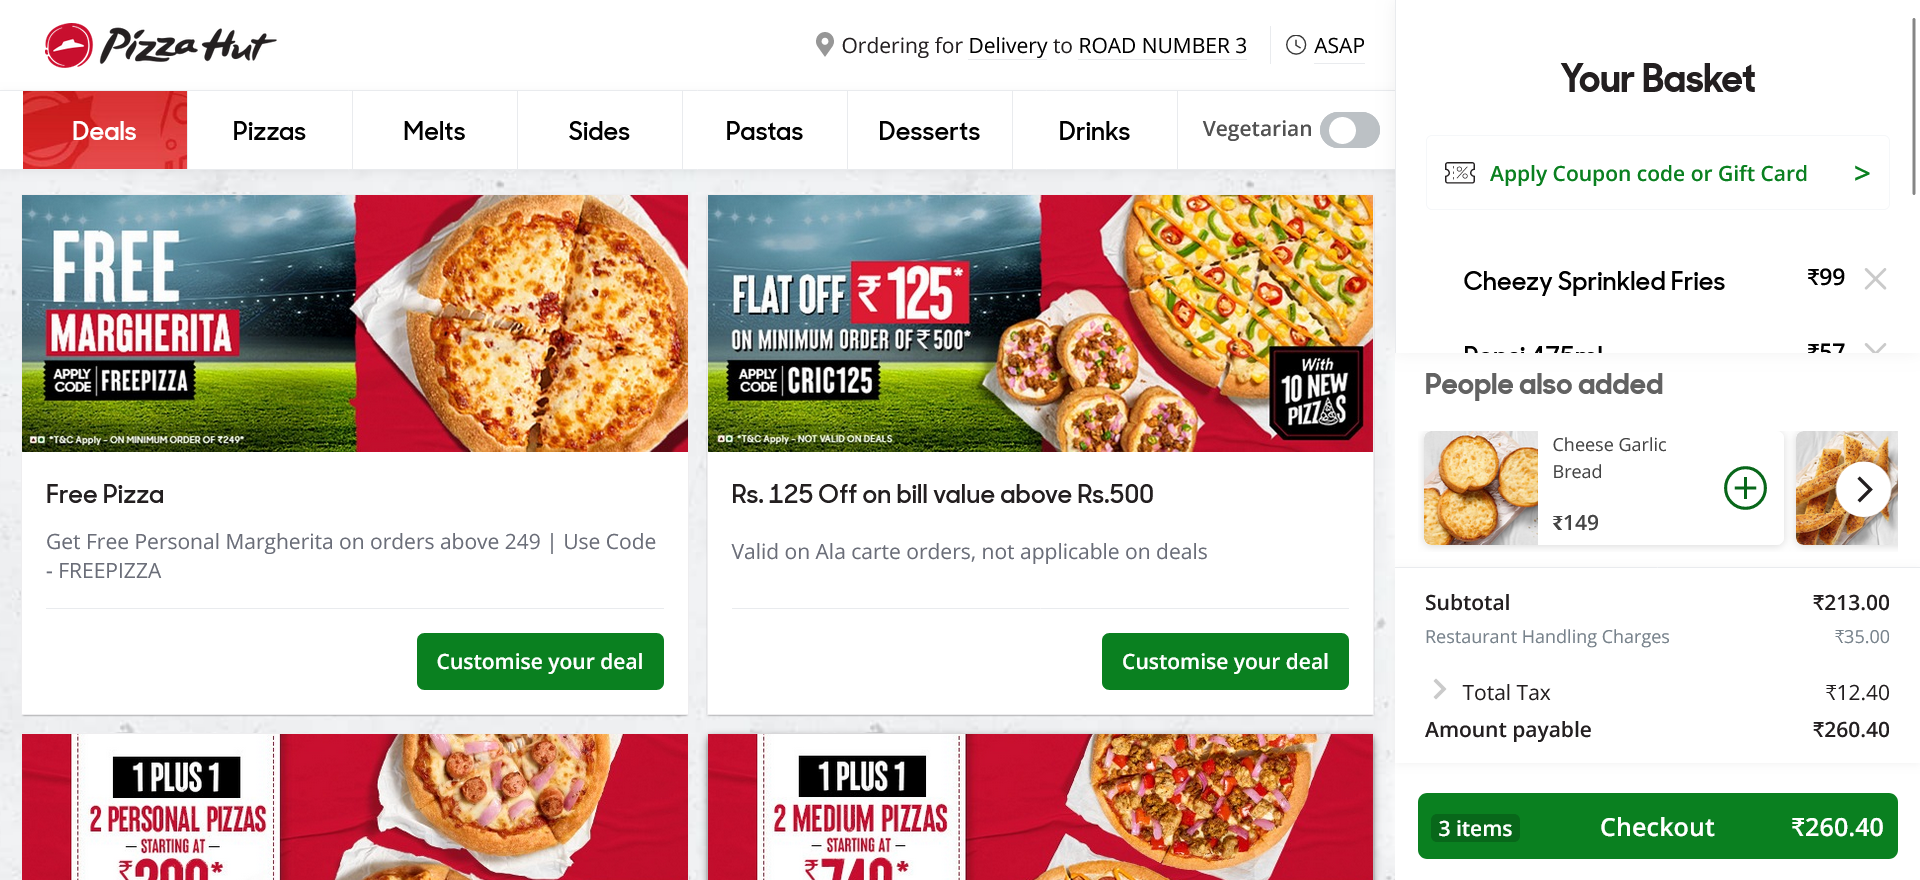 Pizza Hut
Ordering for Delivery to ROAD NUMBER 3
ASAP
Deals
Pizzas
Melts
Sides
Pastas
Desserts
Drinks
Vegetarian
FREE
MARGHERITA
APPLY CODE FREEPIZZA
*T&C Apply - ON MINIMUM ORDER OF ₹249*
Free Pizza
Get Free Personal Margherita on orders above 249 | Use Code
- FREEPIZZA
Customise your deal
FLAT OFF ₹125*
ON MINIMUM ORDER OF ₹500*
APPLY CODE CRIC125
*T&C Apply - NOT VALID ON DEALS
With
10 NEW
PIZZAS
Rs. 125 Off on bill value above Rs.500
Valid on Ala carte orders, not applicable on deals
Customise your deal
1 PLUS 1
2 PERSONAL PIZZAS
— STARTING AT —
1 PLUS 1
2 MEDIUM PIZZAS
— STARTING AT —
₹749*
Your Basket
Apply Coupon code or Gift Card >
Cheezy Sprinkled Fries ₹99
Pepsi 475ml ₹57
People also added
Cheese Garlic
Bread
₹149
Subtotal ₹213.00
Restaurant Handling Charges ₹35.00
Total Tax ₹12.40
Amount payable ₹260.40
3 items Checkout ₹260.40